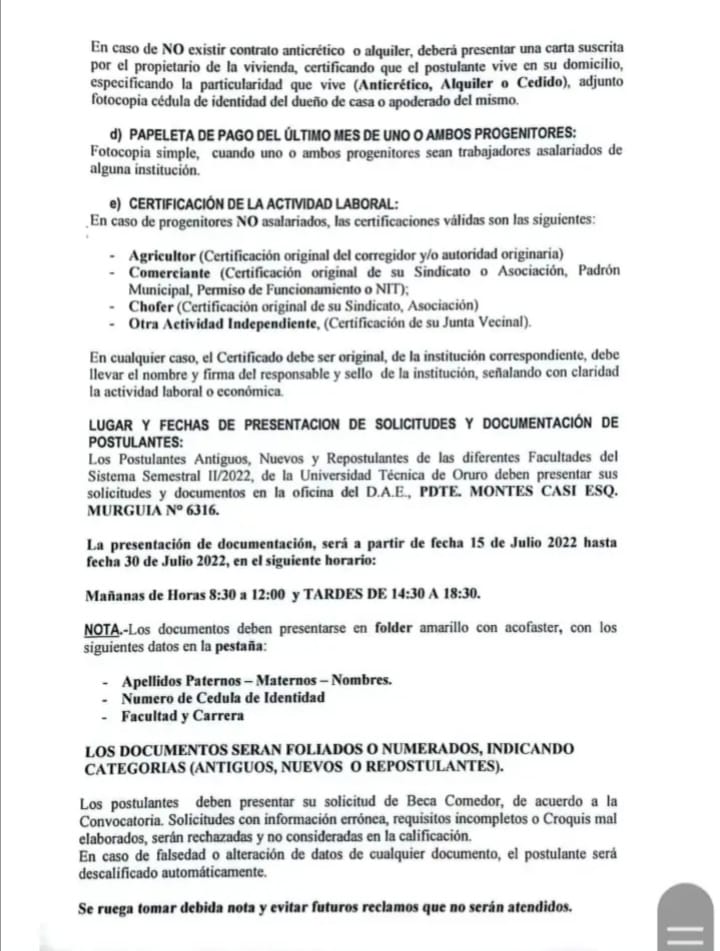 En caso de NO existir contrato anticrético o alquiler, deberá presentar una carta suscrita
por el propietario de la vivienda, certificando que el postulante vive en su domicilio,
especificando la particularidad que vive (Anticrético, Alquiler o Cedido), adjunto
fotocopia cédula de identidad del dueño de casa o apoderado del mismo.
d) PAPELETA DE PAGO DEL ÚLTIMO MES DE UNO O AMBOS PROGENITORES:
Fotocopia simple, cuando uno o ambos progenitores sean trabajadores asalariados de
alguna institución.
e) CERTIFICACIÓN DE LA ACTIVIDAD LABORAL:
En caso de progenitores NO asalariados, las certificaciones válidas son las siguientes:
- Agricultor (Certificación original del corregidor y/o autoridad originaria)
- Comerciante (Certificación original de su Sindicato o Asociación, Padrón
Municipal, Permiso de Funcionamiento o NIT);
- Chofer (Certificación original de su Sindicato, Asociación)
- Otra Actividad Independiente, (Certificación de su Junta Vecinal).
En cualquier caso, el Certificado debe ser original, de la institución correspondiente, debe
llevar el nombre y firma del responsable y sello de la institución, señalando con claridad
la actividad laboral o económica.
LUGAR Y FECHAS DE PRESENTACION DE SOLICITUDES Y DOCUMENTACIÓN DE
POSTULANTES:
Los Postulantes Antiguos, Nuevos y Repostulantes de las diferentes Facultades del
Sistema Semestral II/2022, de la Universidad Técnica de Oruro deben presentar sus
solicitudes y documentos en la oficina del D.A.E., PDTE. MONTES CASI ESQ.
MURGUIA Nº 6316.
La presentación de documentación, será a partir de fecha 15 de Julio 2022 hasta
fecha 30 de Julio 2022, en el siguiente horario:
Mañanas de Horas 8:30 a 12:00 y TARDES DE 14:30 A 18:30.
NOTA.-Los documentos deben presentarse en folder amarillo con acofaster, con los
siguientes datos en la pestaña:
- Apellidos Paternos – Maternos – Nombres.
- Numero de Cedula de Identidad
- Facultad y Carrera
LOS DOCUMENTOS SERAN FOLIADOS O NUMERADOS, INDICANDO
CATEGORIAS (ANTIGUOS, NUEVOS O REPOSTULANTES).
Los postulantes deben presentar su solicitud de Beca Comedor, de acuerdo a la
Convocatoria. Solicitudes con información errónea, requisitos incompletos o Croquis mal
elaborados, serán rechazadas y no consideradas en la calificación.
En caso de falsedad o alteración de datos de cualquier documento, el postulante será
descalificado automáticamente.
Se ruega tomar debida nota y evitar futuros reclamos que no serán atendidos.